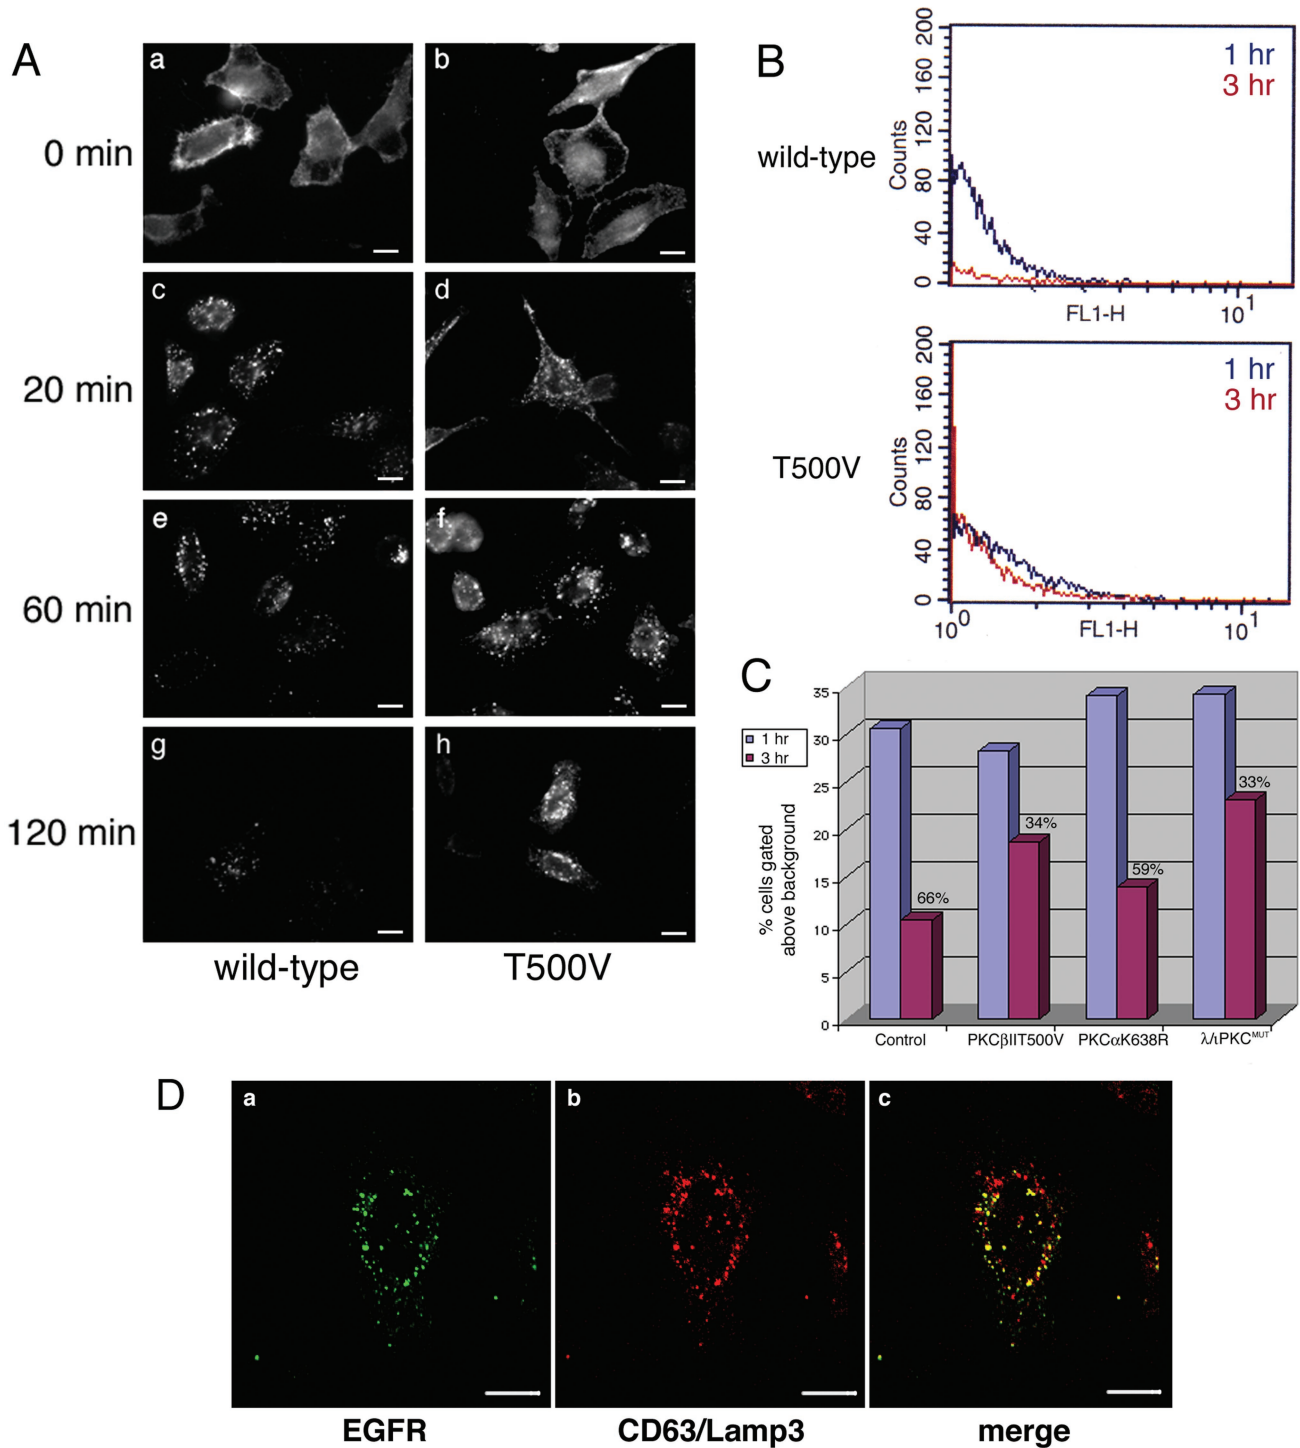 A
0 min
20 min
60 min
120 min
a
b
c
d
e
f
g
h
wild-type
T500V
B
wild-type
Counts
200
160
120
80
40
0
1 hr
3 hr
FL1-H
10¹
T500V
Counts
200
160
120
80
40
0
1 hr
3 hr
10⁰
FL1-H
10¹
C
1 hr
3 hr
% cells gated
above background
35
30
25
20
15
10
5
0
66%
34%
59%
33%
Control
PKCβIIT500V
PKCαK638R
λ/ιPKCᴹᵁᵀ
D
a
b
c
EGFR
CD63/Lamp3
merge